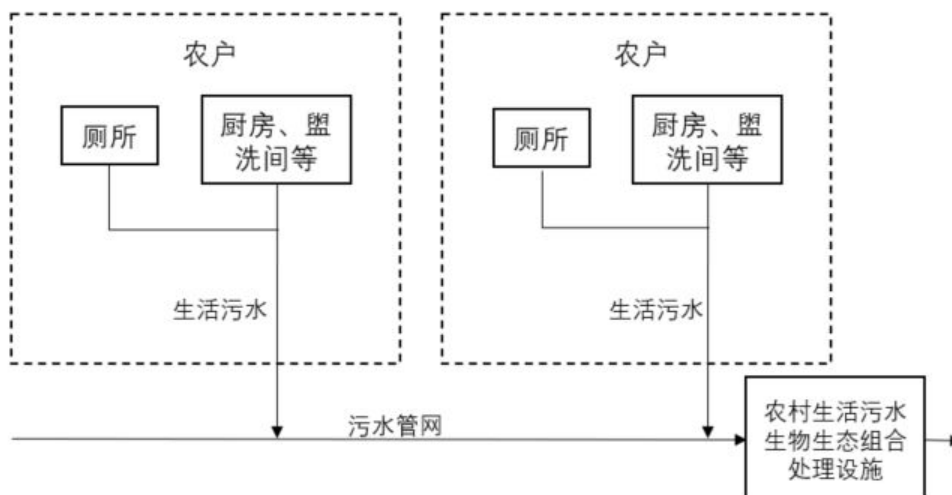 农户
农户
厕所
厨房、盥
洗间等
厕所
厨房、盥
洗间等
生活污水
生活污水
污水管网
农村生活污水
生物生态组合
处理设施